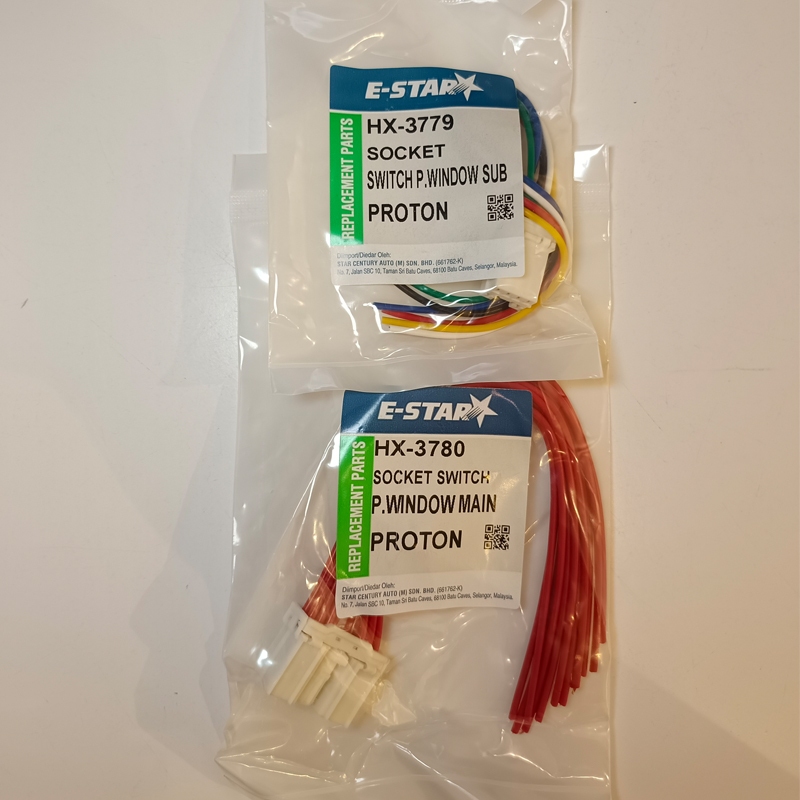 E-STAR
REPLACEMENT PARTS
HX-3779
SOCKET
SWITCH P.WINDOW SUB
PROTON
Diimport/Diedar Oleh:
STAR CENTURY AUTO (M) SDN. BHD. (661762-K)
No. 7, Jalan SBC 10, Taman Sri Batu Caves, 68100 Batu Caves, Selangor, Malaysia.
E-STAR
REPLACEMENT PARTS
HX-3780
SOCKET SWITCH
P.WINDOW MAIN
PROTON
Diimport/Diedar Oleh:
STAR CENTURY AUTO (M) SDN. BHD. (661762-K)
No. 7, Jalan SBC 10, Taman Sri Batu Caves, 68100 Batu Caves, Selangor, Malaysia.